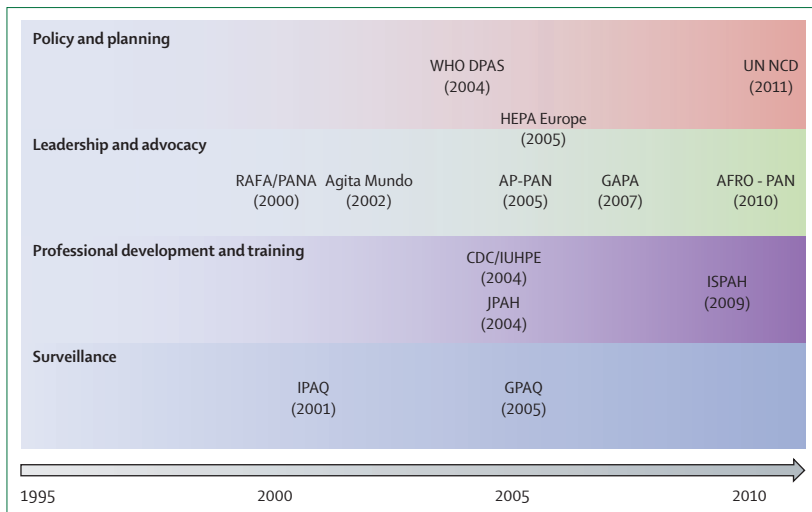 Policy and planning
WHO DPAS
(2004)
UN NCD
(2011)
HEPA Europe
(2005)
Leadership and advocacy
RAFA/PANA
(2000)
Agita Mundo
(2002)
AP-PAN
(2005)
GAPA
(2007)
AFRO - PAN
(2010)
Professional development and training
CDC/IUHPE
(2004)
JPAH
(2004)
ISPAH
(2009)
Surveillance
IPAQ
(2001)
GPAQ
(2005)
1995 2000 2005 2010